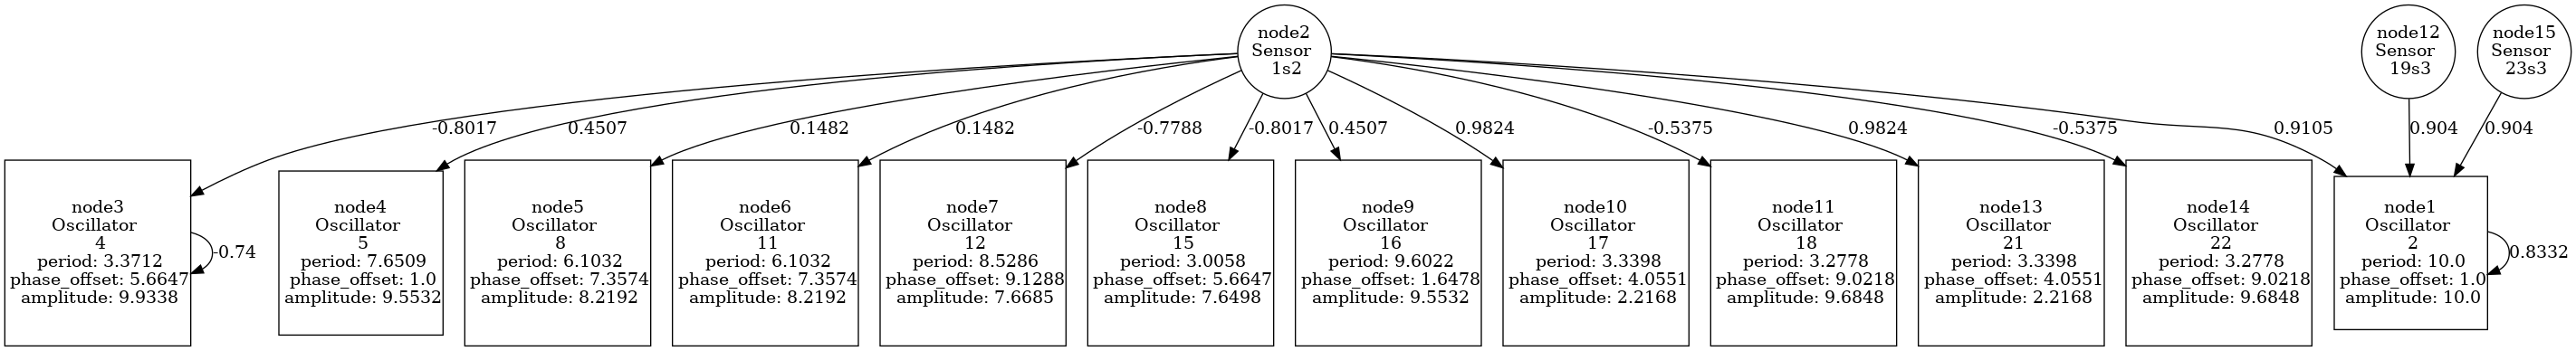 node2
Sensor
1s2
node12
Sensor
19s3
node15
Sensor
23s3
-0.8017
0.4507
0.1482
0.1482
-0.7788
-0.8017
0.4507
0.9824
-0.5375
0.9824
-0.5375
0.9105
0.904
0.904
node3
Oscillator
4
period: 3.3712
phase_offset: 5.6647
amplitude: 9.9338
-0.74
node4
Oscillator
5
period: 7.6509
phase_offset: 1.0
amplitude: 9.5532
node5
Oscillator
8
period: 6.1032
phase_offset: 7.3574
amplitude: 8.2192
node6
Oscillator
11
period: 6.1032
phase_offset: 7.3574
amplitude: 8.2192
node7
Oscillator
12
period: 8.5286
phase_offset: 9.1288
amplitude: 7.6685
node8
Oscillator
15
period: 3.0058
phase_offset: 5.6647
amplitude: 7.6498
node9
Oscillator
16
period: 9.6022
phase_offset: 1.6478
amplitude: 9.5532
node10
Oscillator
17
period: 3.3398
phase_offset: 4.0551
amplitude: 2.2168
node11
Oscillator
18
period: 3.2778
phase_offset: 9.0218
amplitude: 9.6848
node13
Oscillator
21
period: 3.3398
phase_offset: 4.0551
amplitude: 2.2168
node14
Oscillator
22
period: 3.2778
phase_offset: 9.0218
amplitude: 9.6848
node1
Oscillator
2
period: 10.0
phase_offset: 1.0
amplitude: 10.0
0.8332